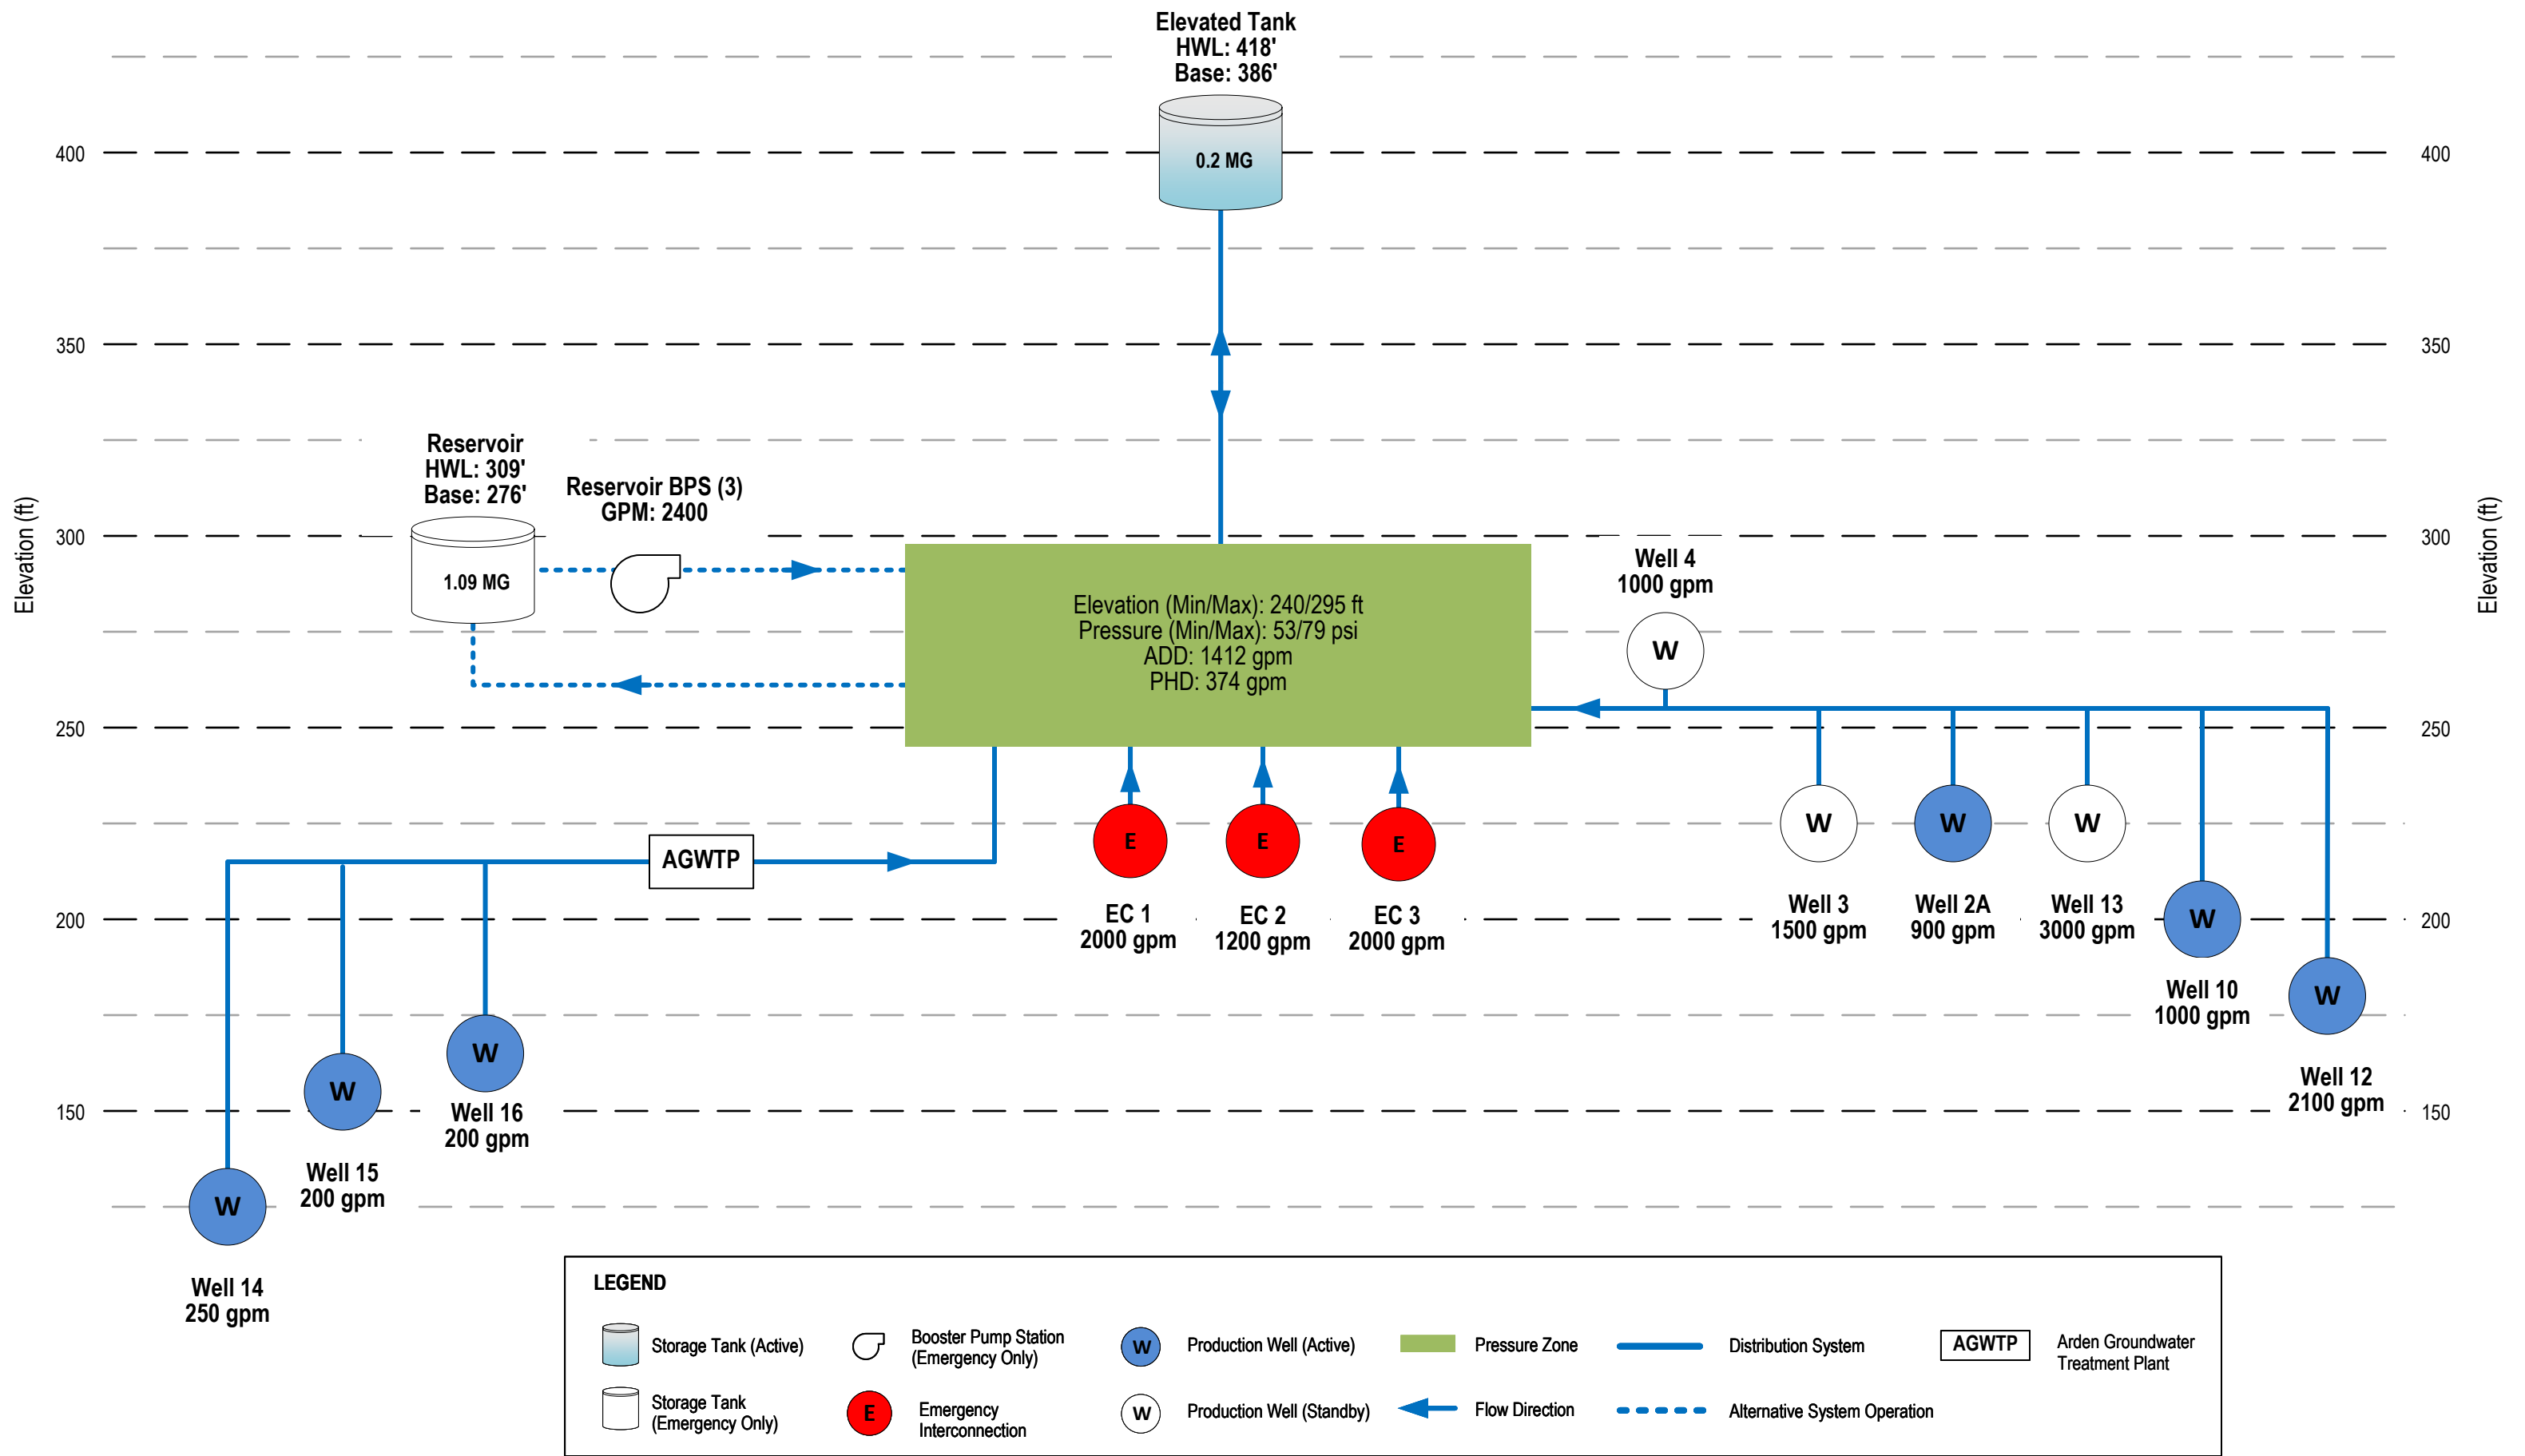 Elevated Tank
HWL: 418'
Base: 386'
0.2 MG
400
400
350
350
Reservoir
HWL: 309'
Base: 276'
Reservoir BPS (3)
GPM: 2400
1.09 MG
Elevation (ft)
Elevation (ft)
300
300
Elevation (Min/Max): 240/295 ft
Pressure (Min/Max): 53/79 psi
ADD: 1412 gpm
PHD: 374 gpm
Well 4
1000 gpm
W
250
250
AGWTP
E
E
E
EC 1
2000 gpm
EC 2
1200 gpm
EC 3
2000 gpm
W
W
W
Well 3
1500 gpm
Well 2A
900 gpm
Well 13
3000 gpm
200
200
W
Well 10
1000 gpm
W
Well 12
2100 gpm
W
Well 16
200 gpm
W
Well 15
200 gpm
150
150
W
Well 14
250 gpm
LEGEND
Storage Tank (Active)
Booster Pump Station
(Emergency Only)
W
Production Well (Active)
Pressure Zone
Distribution System
AGWTP
Arden Groundwater
Treatment Plant
Storage Tank
(Emergency Only)
E
Emergency
Interconnection
W
Production Well (Standby)
Flow Direction
Alternative System Operation